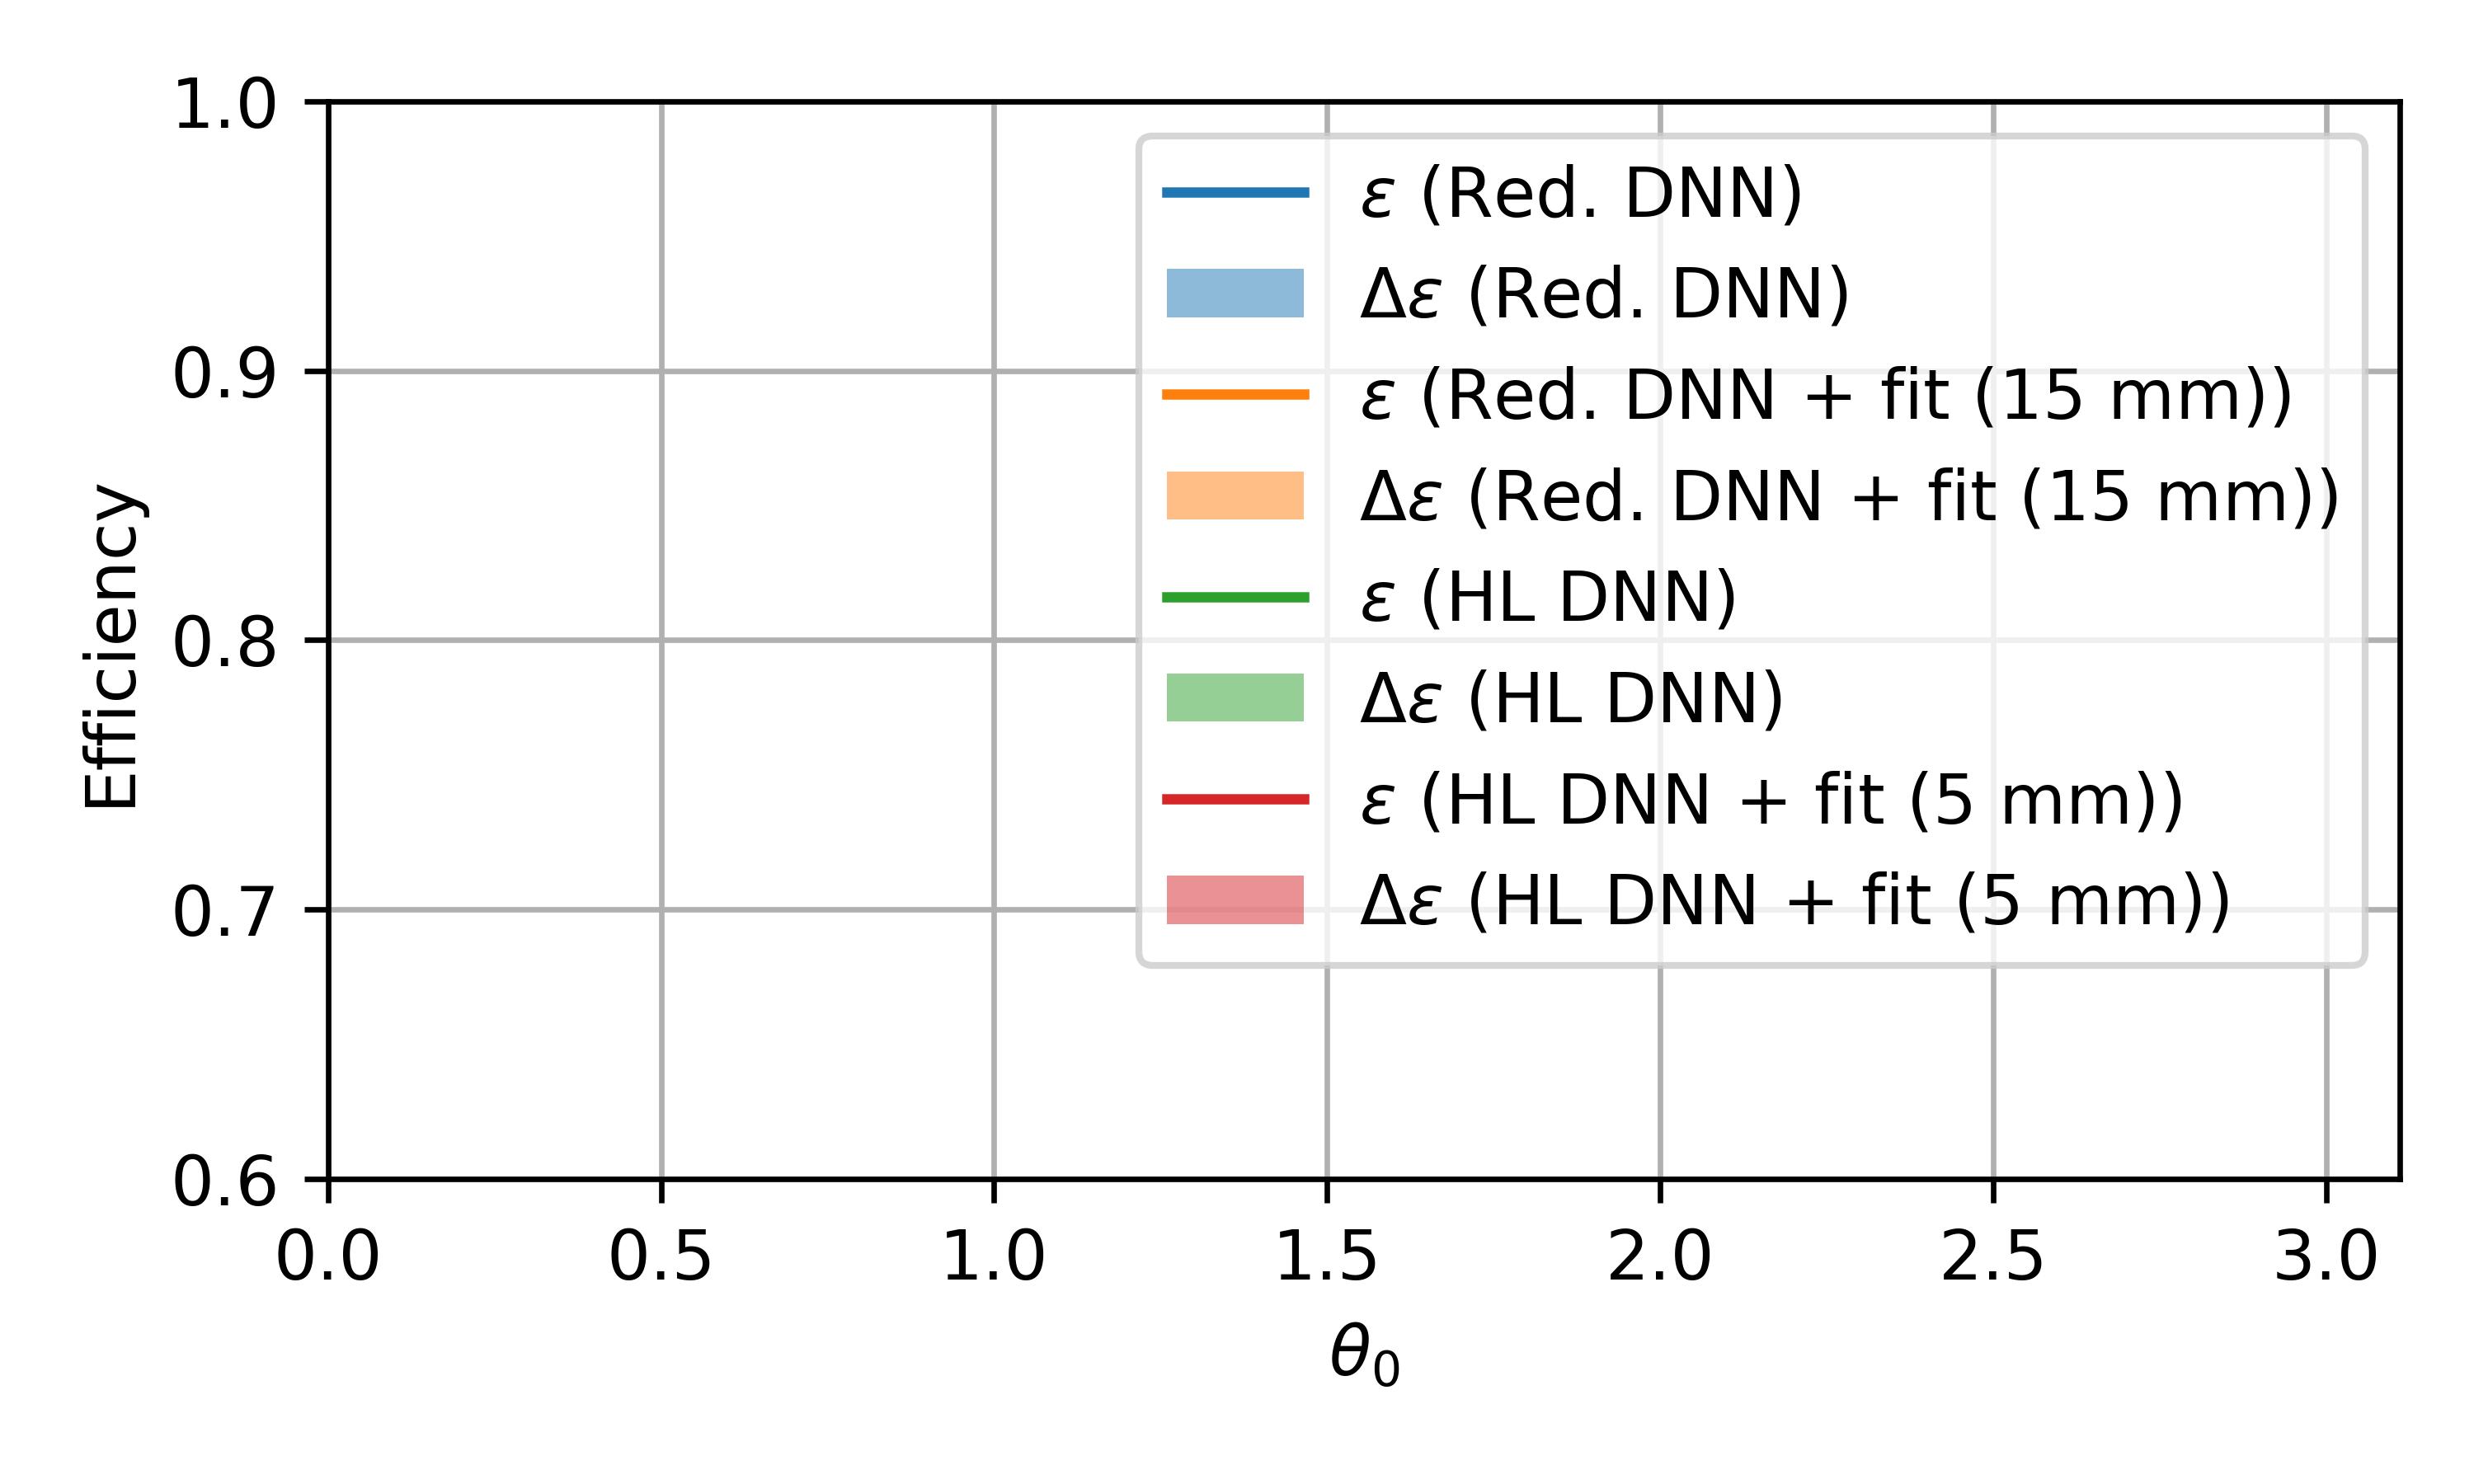 1.0
0.9
0.8
0.7
0.6
Efficiency
ε (Red. DNN)
Δε (Red. DNN)
ε (Red. DNN + fit (15 mm))
Δε (Red. DNN + fit (15 mm))
ε (HL DNN)
Δε (HL DNN)
ε (HL DNN + fit (5 mm))
Δε (HL DNN + fit (5 mm))
0.0 0.5 1.0 1.5 2.0 2.5 3.0
θ₀